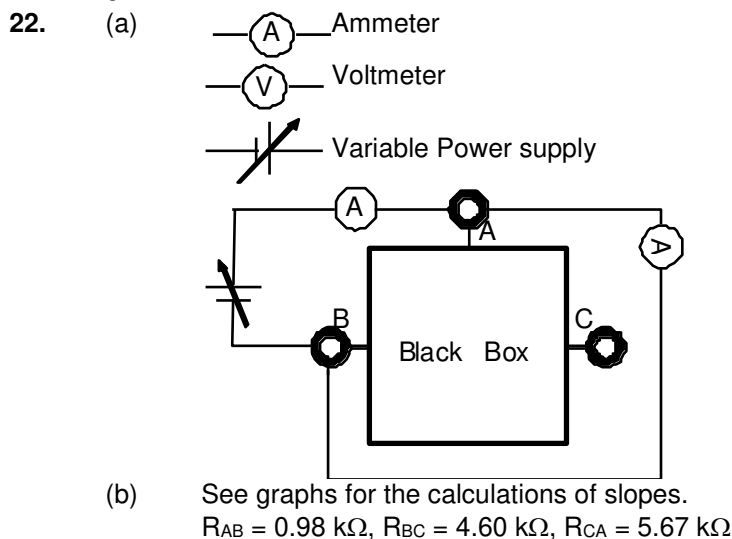 22. (a) A Ammeter
V Voltmeter
Variable Power supply
A
A
A
B
C
Black Box
(b) See graphs for the calculations of slopes.
RAB = 0.98 kΩ, RBC = 4.60 kΩ, RCA = 5.67 kΩ